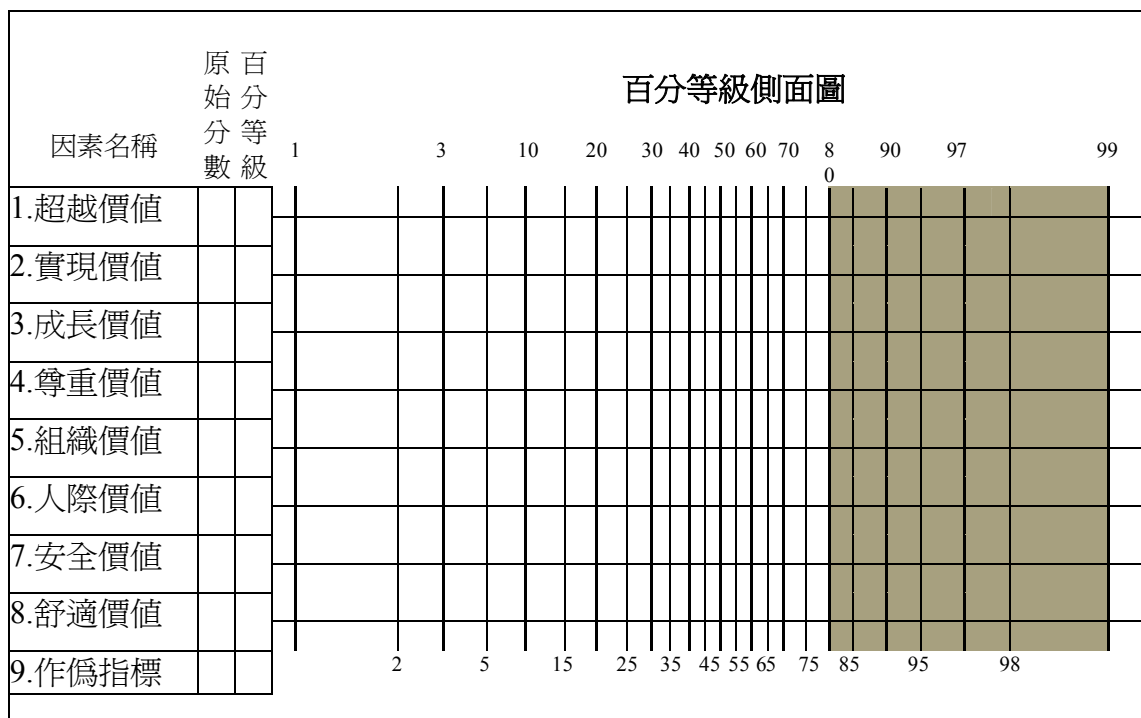 百分等級側面圖
因素名稱
原始分數
百分等級
1 3 10 20 30 40 50 60 70 80 90 97 99
1.超越價值
2.實現價值
3.成長價值
4.尊重價值
5.組織價值
6.人際價值
7.安全價值
8.舒適價值
9.作偽指標
2 5 15 25 35 45 55 65 75 85 95 98